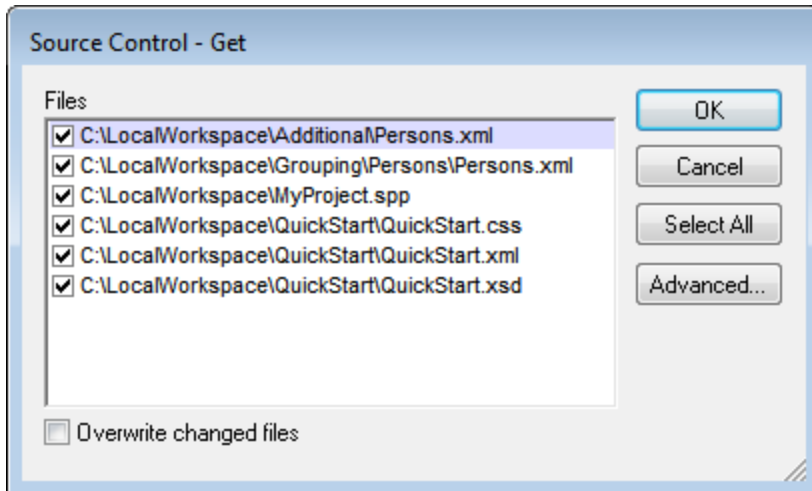 Source Control - Get
Files
C:\LocalWorkspace\Additional\Persons.xml
C:\LocalWorkspace\Grouping\Persons\Persons.xml
C:\LocalWorkspace\MyProject.spp
C:\LocalWorkspace\QuickStart\QuickStart.css
C:\LocalWorkspace\QuickStart\QuickStart.xml
C:\LocalWorkspace\QuickStart\QuickStart.xsd
Overwrite changed files
OK
Cancel
Select All
Advanced...